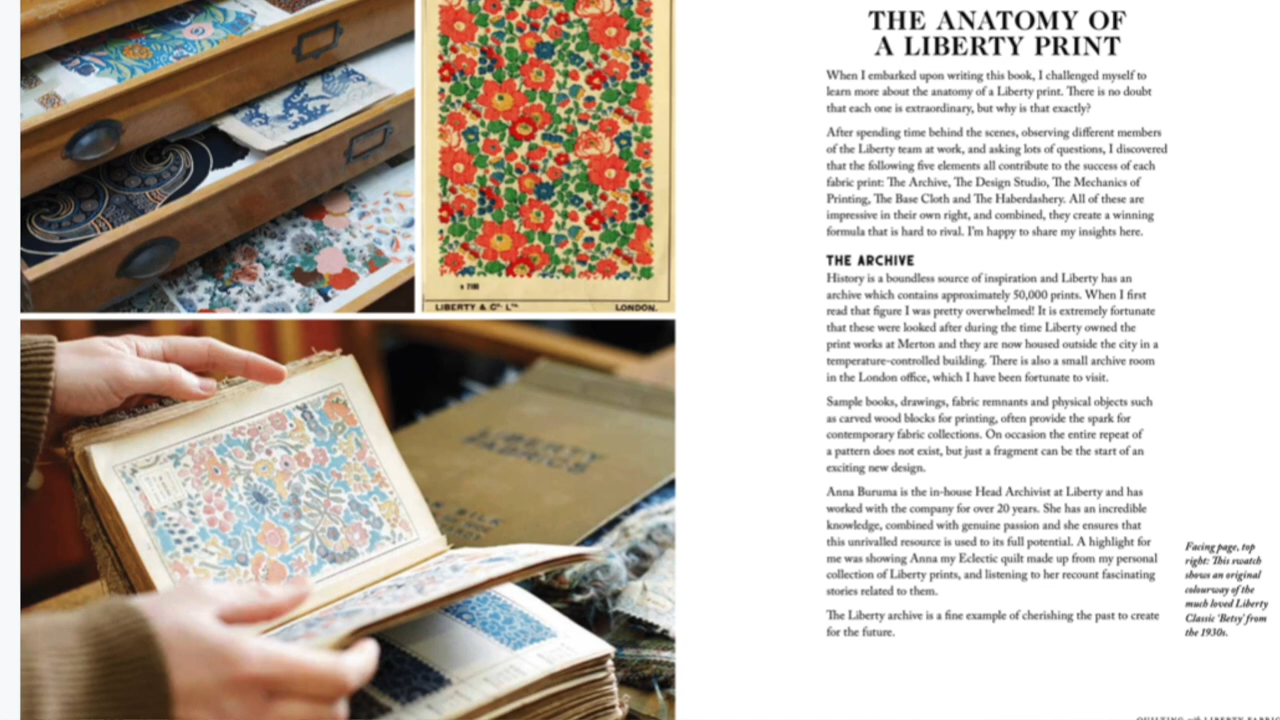 LIBERTY & Cº. Lᵀᴰ.
LONDON.
LIBERTY
FABRICS
THE ANATOMY OF
A LIBERTY PRINT
When I embarked upon writing this book, I challenged myself to
learn more about the anatomy of a Liberty print. There is no doubt
that each one is extraordinary, but why is that exactly?
After spending time behind the scenes, observing different members
of the Liberty team at work, and asking lots of questions, I discovered
that the following five elements all contribute to the success of each
fabric print: The Archive, The Design Studio, The Mechanics of
Printing, The Base Cloth and The Haberdashery. All of these are
impressive in their own right, and combined, they create a winning
formula that is hard to rival. I'm happy to share my insights here.
THE ARCHIVE
History is a boundless source of inspiration and Liberty has an
archive which contains approximately 50,000 prints. When I first
read that figure I was pretty overwhelmed! It is extremely fortunate
that these were looked after during the time Liberty owned the
print works at Merton and they are now housed outside the city in a
temperature-controlled building. There is also a small archive room
in the London office, which I have been fortunate to visit.
Sample books, drawings, fabric remnants and physical objects such
as carved wood blocks for printing, often provide the spark for
contemporary fabric collections. On occasion the entire repeat of
a pattern does not exist, but just a fragment can be the start of an
exciting new design.
Anna Buruma is the in-house Head Archivist at Liberty and has
worked with the company for over 20 years. She has an incredible
knowledge, combined with genuine passion and she ensures that
this unrivalled resource is used to its full potential. A highlight for
me was showing Anna my Eclectic quilt made up from my personal
collection of Liberty prints, and listening to her recount fascinating
stories related to them.
The Liberty archive is a fine example of cherishing the past to create
for the future.
Facing page, top
right: This swatch
shows an original
colourway of the
much loved Liberty
Classic 'Betsy' from
the 1930s.